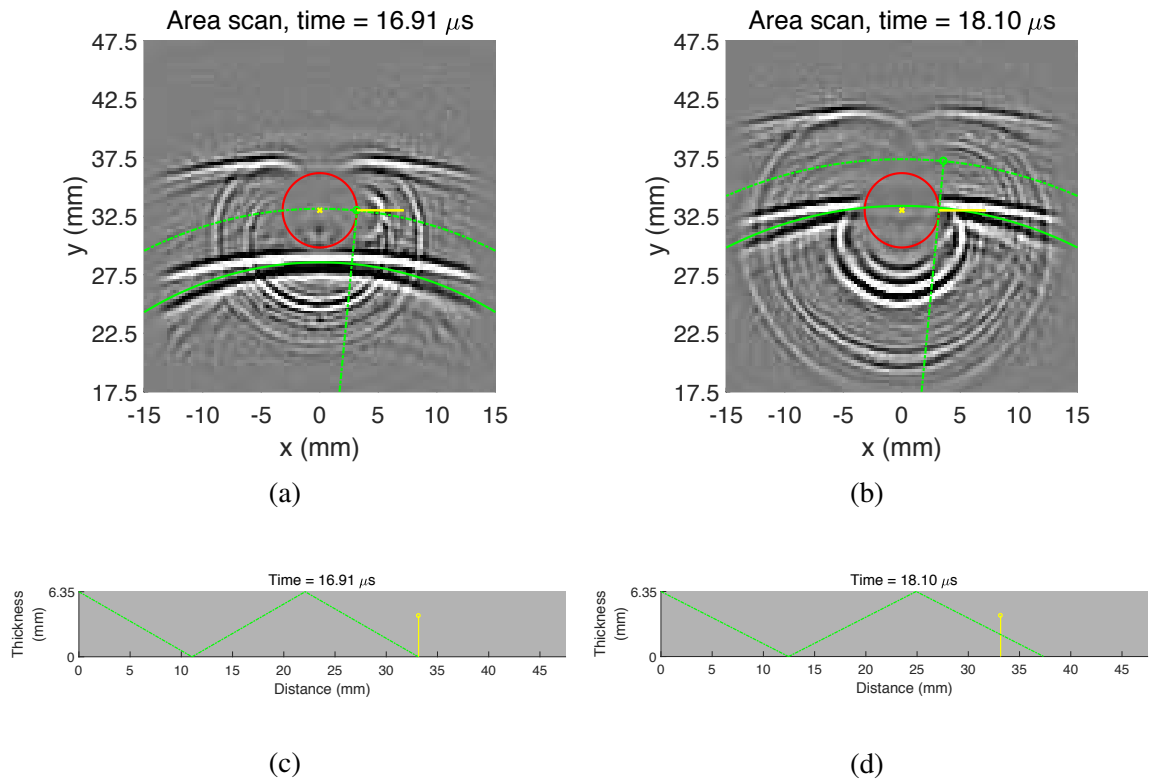 Area scan, time = 16.91 μs
47.5
42.5
37.5
32.5
27.5
22.5
17.5
y (mm)
-15 -10 -5 0 5 10 15
x (mm)
(a)
Area scan, time = 18.10 μs
47.5
42.5
37.5
32.5
27.5
22.5
17.5
y (mm)
-15 -10 -5 0 5 10 15
x (mm)
(b)
Time = 16.91 μs
6.35
0
Thickness
(mm)
0 5 10 15 20 25 30 35 40 45
Distance (mm)
(c)
Time = 18.10 μs
6.35
0
Thickness
(mm)
0 5 10 15 20 25 30 35 40 45
Distance (mm)
(d)